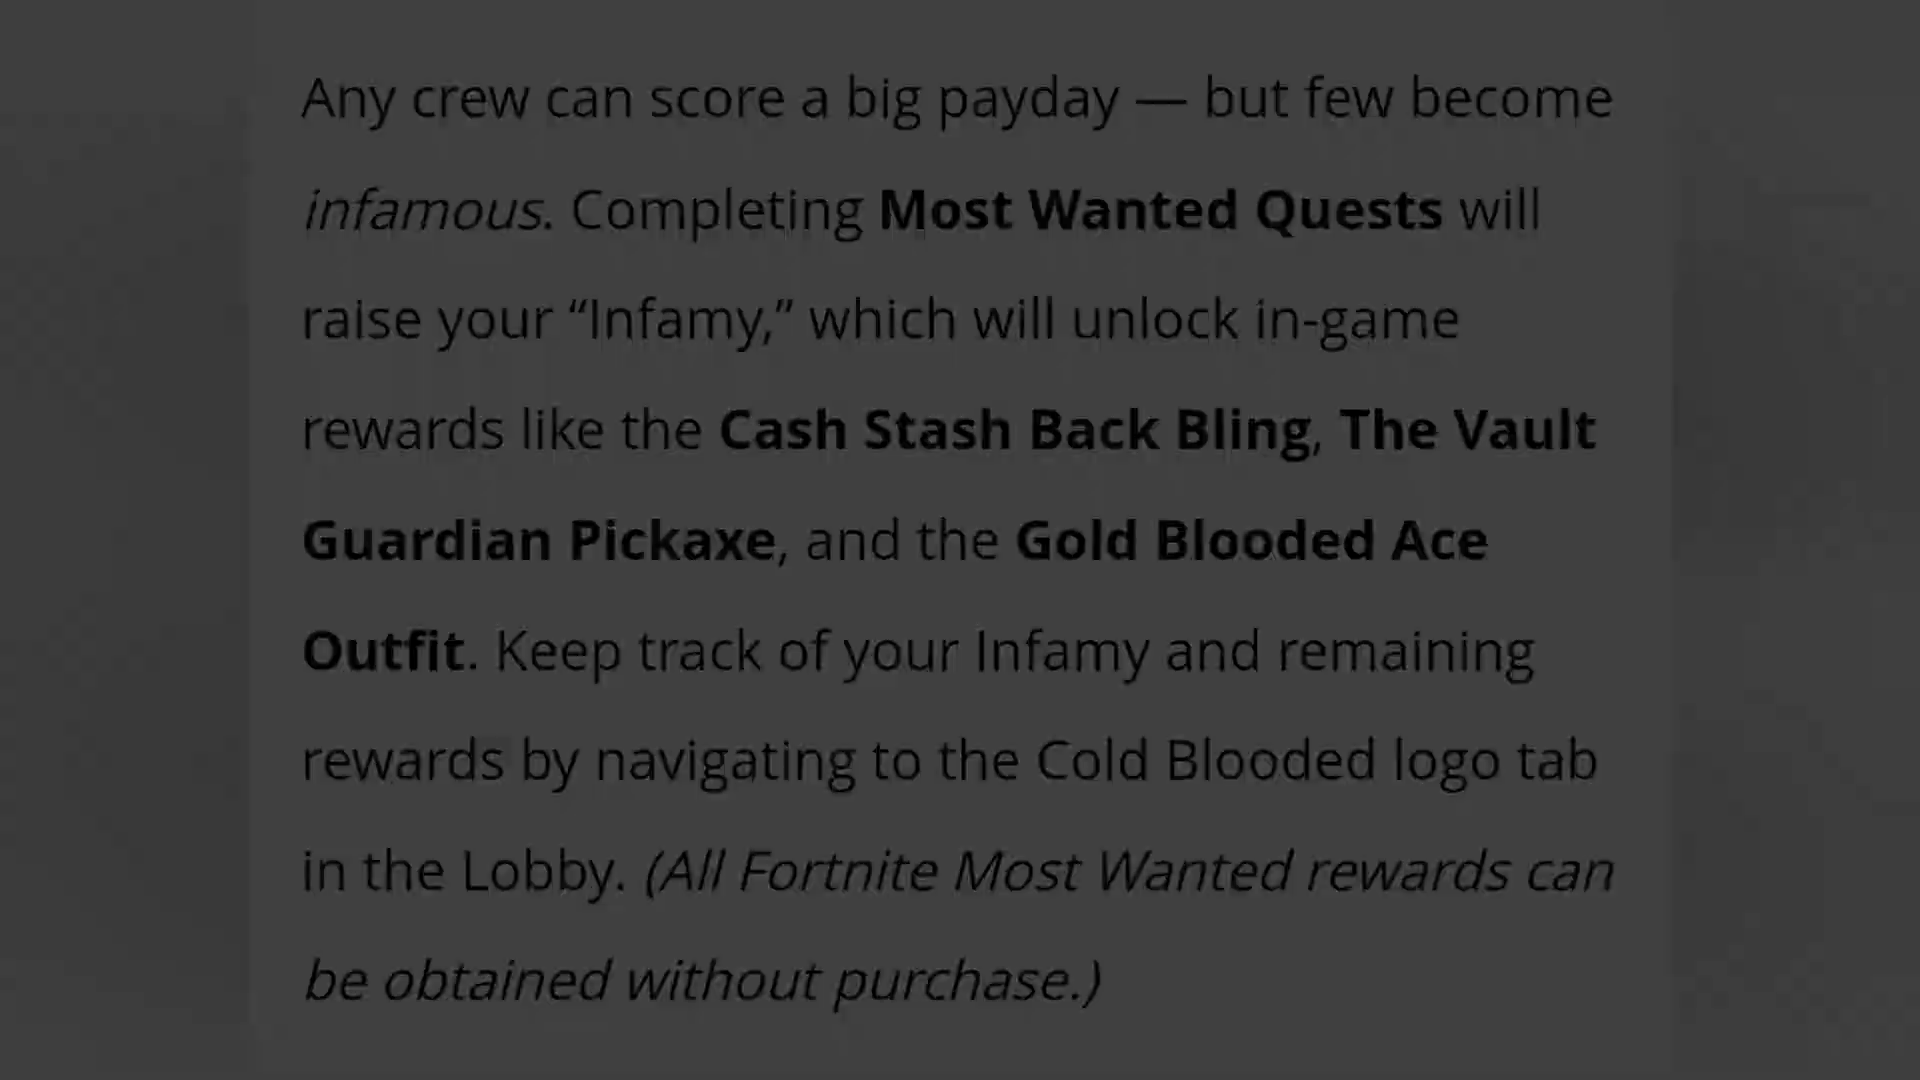 Any crew can score a big payday — but few become
infamous. Completing Most Wanted Quests will
raise your “Infamy,” which will unlock in-game
rewards like the Cash Stash Back Bling, The Vault
Guardian Pickaxe, and the Gold Blooded Ace
Outfit. Keep track of your Infamy and remaining
rewards by navigating to the Cold Blooded logo tab
in the Lobby. (All Fortnite Most Wanted rewards can
be obtained without purchase.)